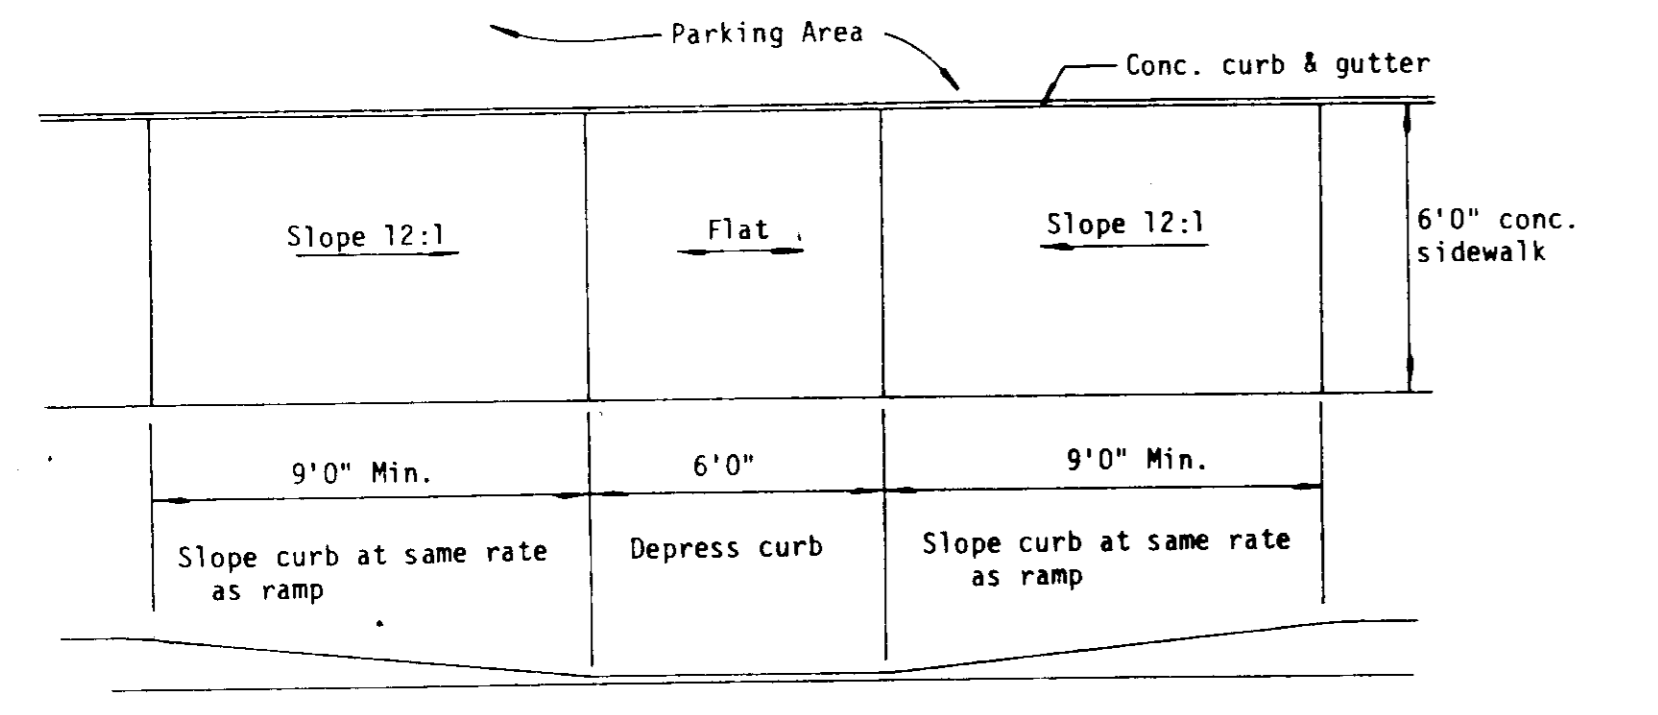 Parking Area
Conc. curb & gutter
Slope 12:1
Flat
Slope 12:1
6'0" conc.
sidewalk
9'0" Min.
6'0"
9'0" Min.
Slope curb at same rate
as ramp
Depress curb
Slope curb at same rate
as ramp